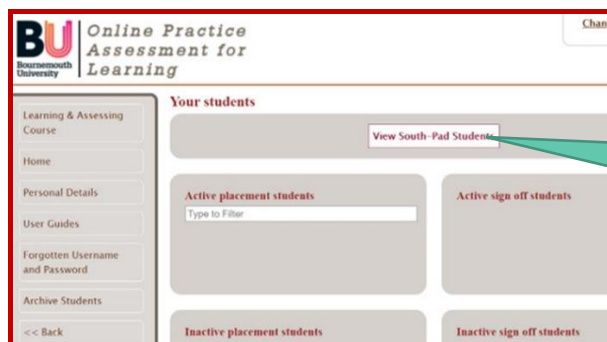 BU
Bournemouth
University
Online Practice
Assessment for
Learning
Chan
Your students
View South-Pad Students
Learning & Assessing
Course
Home
Personal Details
User Guides
Forgotten Username
and Password
Archive Students
<< Back
Active placement students
Type to Filter
Active sign off students
Inactive placement students
Inactive sign off students